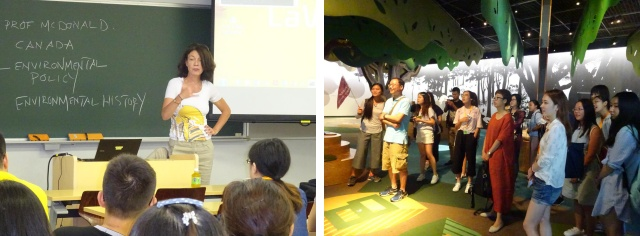 PROF MCDONALD.
CANADA
— ENVIRONMENTAL
POLICY
ENVIRONMENTAL HISTORY